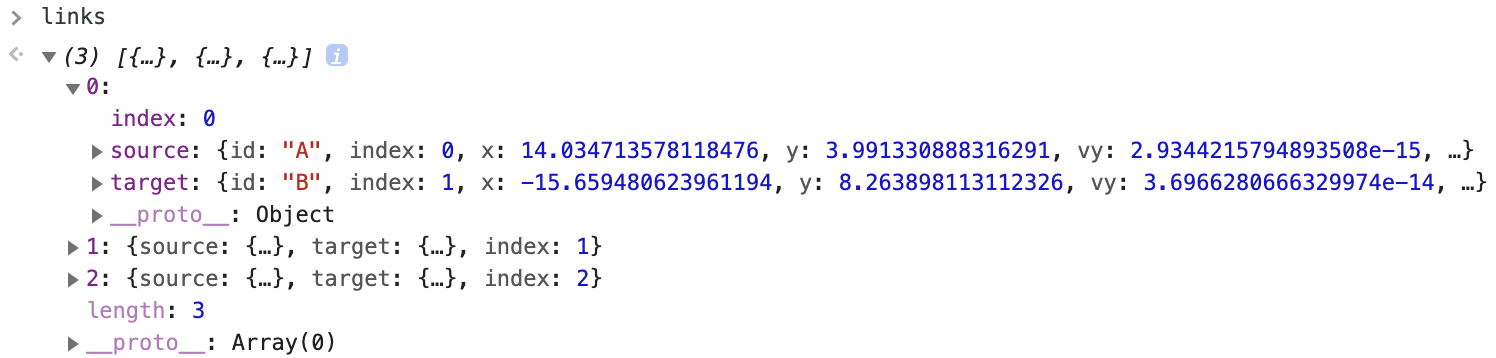 > links
(3) [{…}, {…}, {…}] i
0:
index: 0
source: {id: "A", index: 0, x: 14.034713578118476, y: 3.991330888316291, vy: 2.9344215794893508e-15, …}
target: {id: "B", index: 1, x: -15.659480623961194, y: 8.263898113112326, vy: 3.6966280666329974e-14, …}
__proto__: Object
1: {source: {…}, target: {…}, index: 1}
2: {source: {…}, target: {…}, index: 2}
length: 3
__proto__: Array(0)